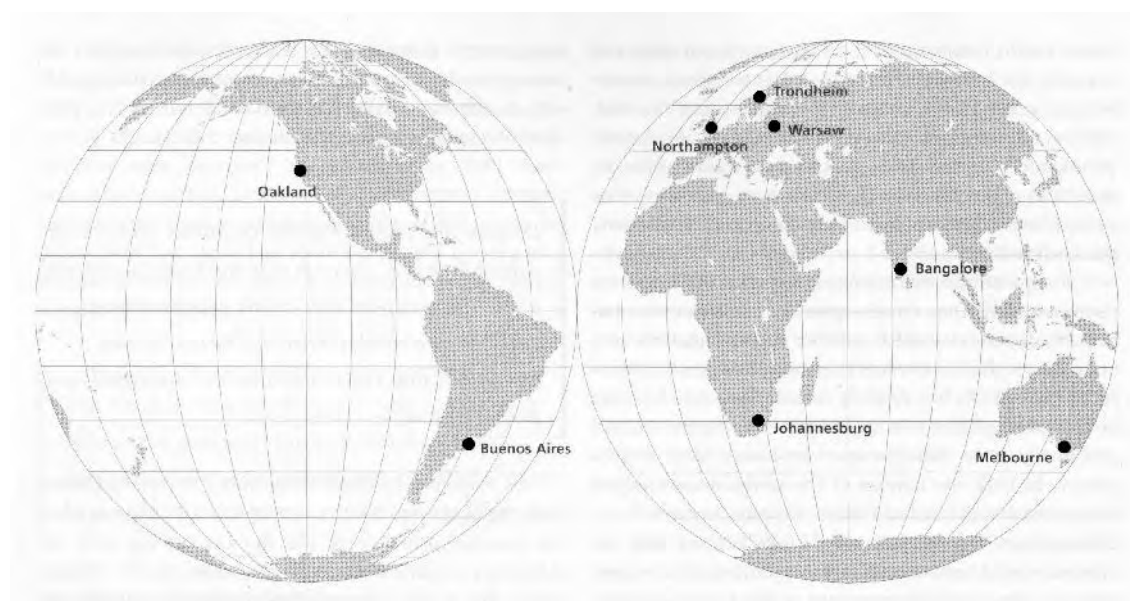 Trondheim
Warsaw
Northampton
Oakland
Bangalore
Johannesburg
Buenos Aires
Melbourne